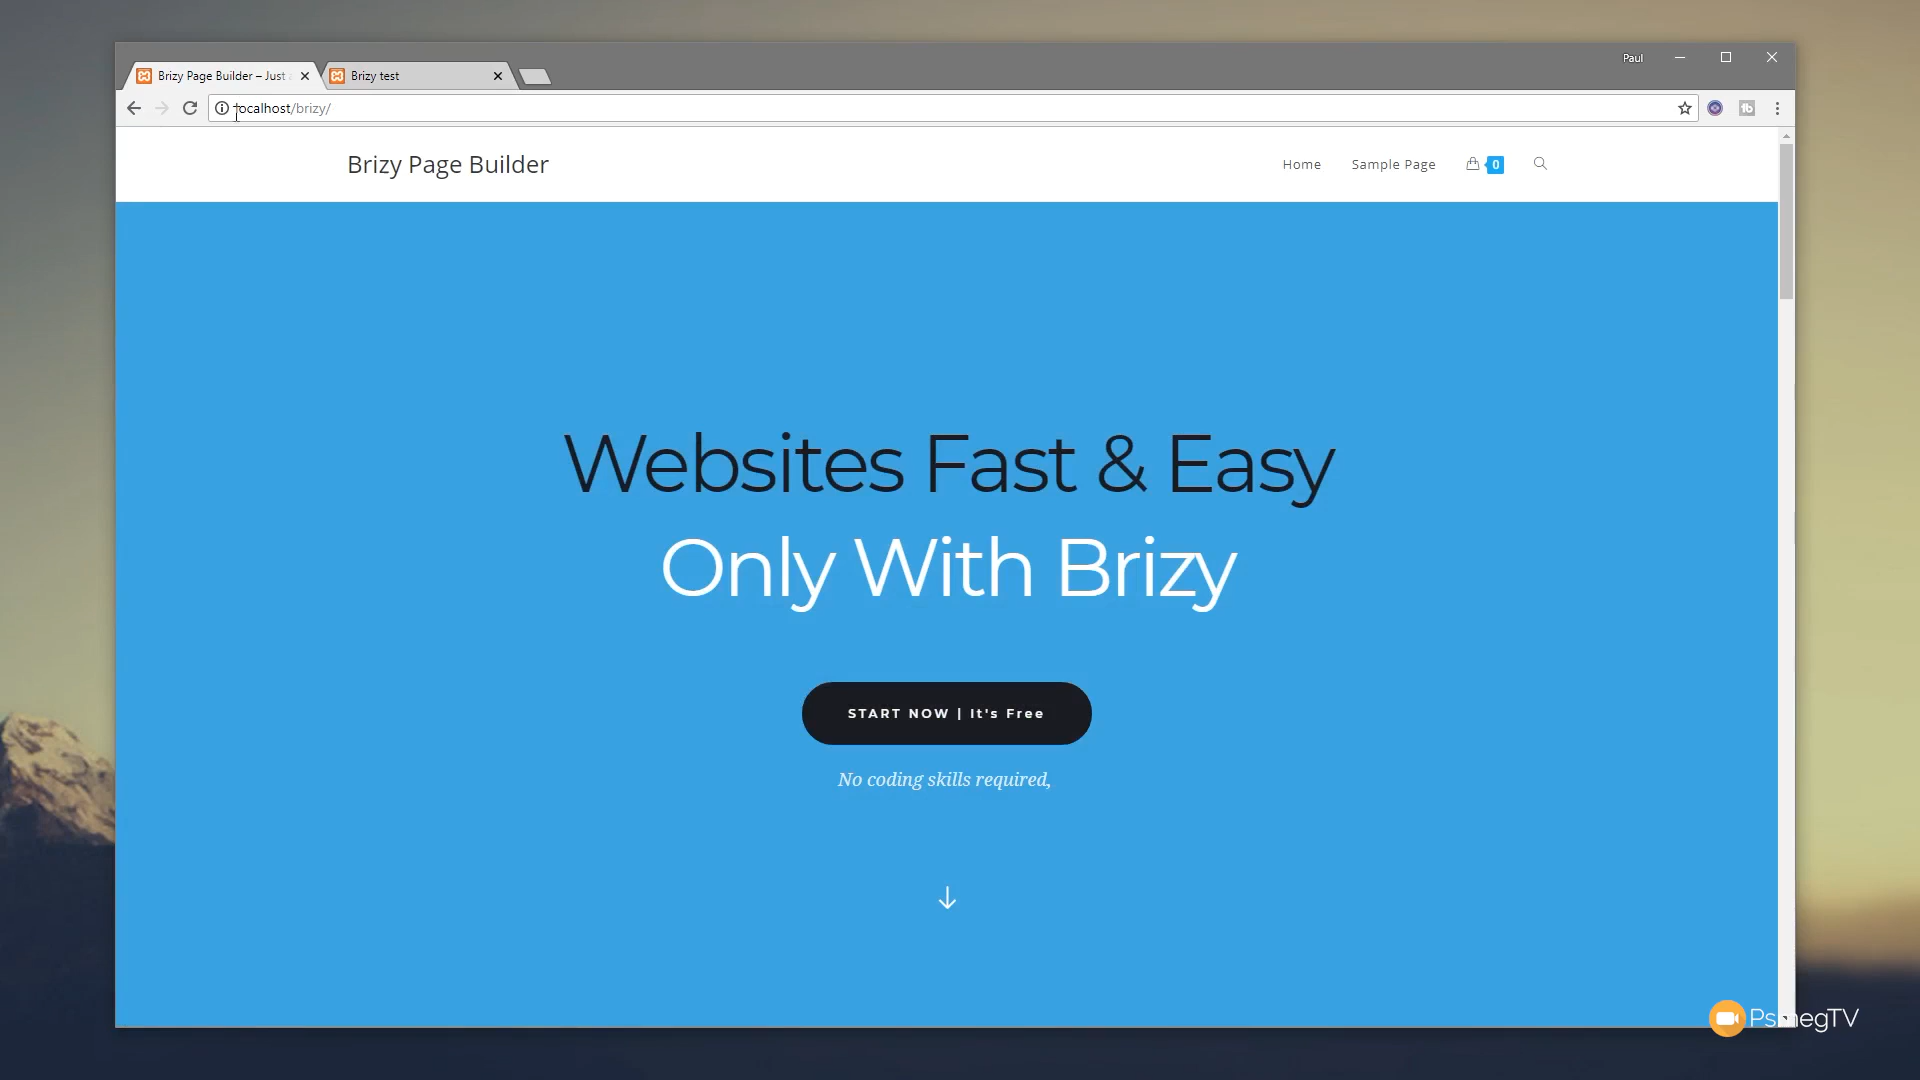 Paul
Brizy Page Builder – Just
Brizy test
localhost/brizy/
Brizy Page Builder
Home
Sample Page
0
Websites Fast & Easy
Only With Brizy
START NOW | It's Free
No coding skills required,
PsmegTV